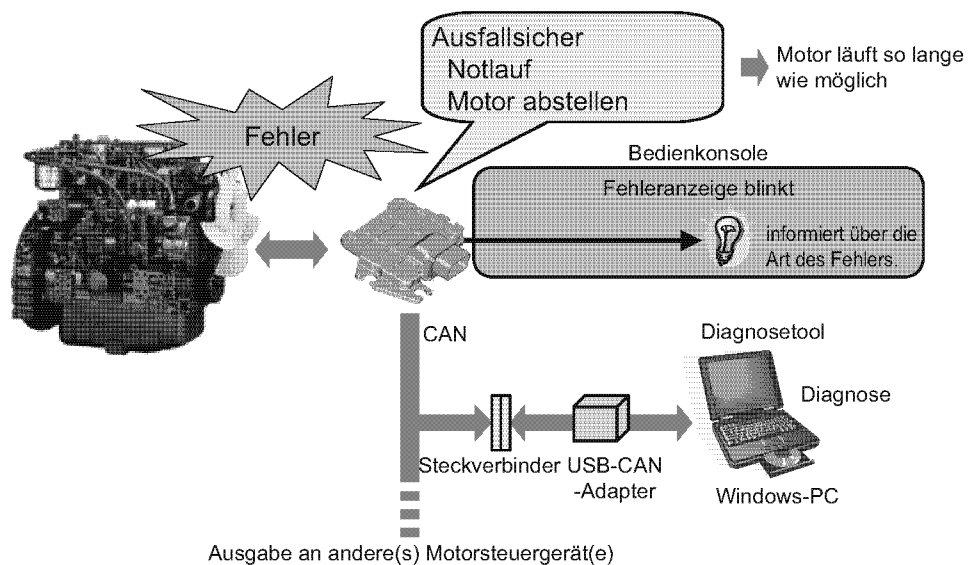 Ausfallsicher
Notlauf
Motor abstellen
Motor läuft so lange
wie möglich
Fehler
Bedienkonsole
Fehleranzeige blinkt
informiert über die
Art des Fehlers.
CAN
Diagnosetool
Diagnose
Steckverbinder
USB-CAN
-Adapter
Windows-PC
Ausgabe an andere(s) Motorsteuergerät(e)